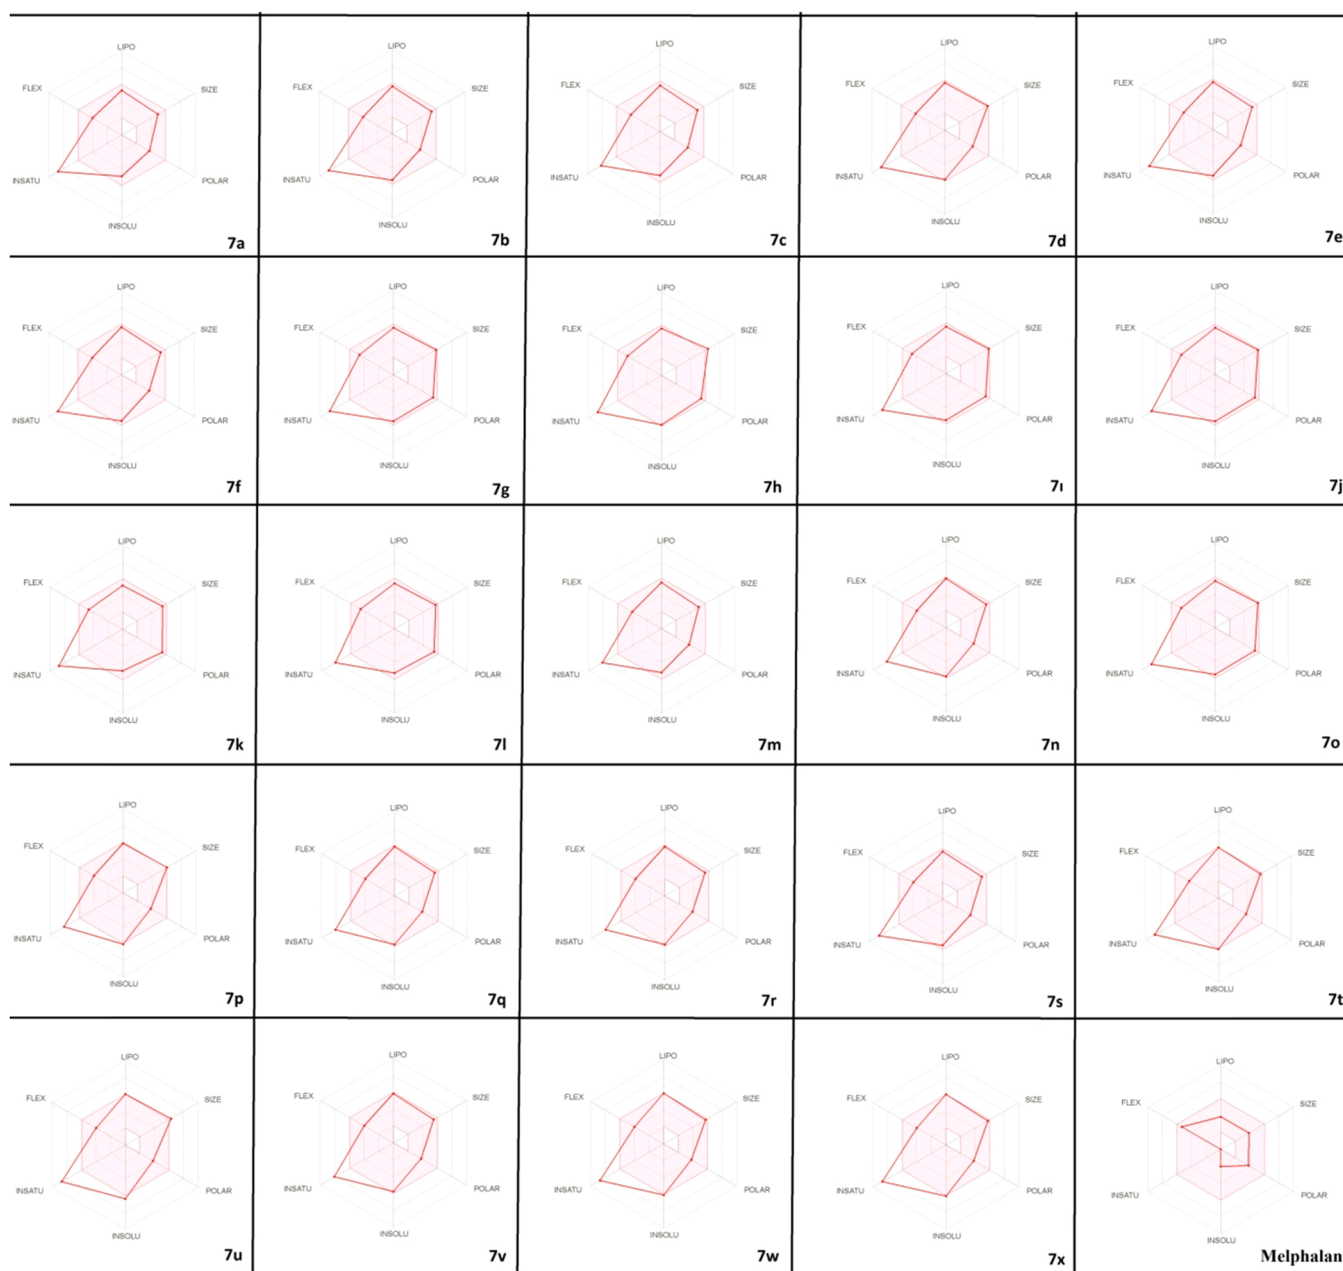 LIPO
FLEX SIZE
INSATU POLAR
INSOLU
7a
LIPO
FLEX SIZE
INSATU POLAR
INSOLU
7b
LIPO
FLEX SIZE
INSATU POLAR
INSOLU
7c
LIPO
FLEX SIZE
INSATU POLAR
INSOLU
7d
LIPO
FLEX SIZE
INSATU POLAR
INSOLU
7e
LIPO
FLEX SIZE
INSATU POLAR
INSOLU
7f
LIPO
FLEX SIZE
INSATU POLAR
INSOLU
7g
LIPO
FLEX SIZE
INSATU POLAR
INSOLU
7h
LIPO
FLEX SIZE
INSATU POLAR
INSOLU
7ı
LIPO
FLEX SIZE
INSATU POLAR
INSOLU
7j
LIPO
FLEX SIZE
INSATU POLAR
INSOLU
7k
LIPO
FLEX SIZE
INSATU POLAR
INSOLU
7l
LIPO
FLEX SIZE
INSATU POLAR
INSOLU
7m
LIPO
FLEX SIZE
INSATU POLAR
INSOLU
7n
LIPO
FLEX SIZE
INSATU POLAR
INSOLU
7o
LIPO
FLEX SIZE
INSATU POLAR
INSOLU
7p
LIPO
FLEX SIZE
INSATU POLAR
INSOLU
7q
LIPO
FLEX SIZE
INSATU POLAR
INSOLU
7r
LIPO
FLEX SIZE
INSATU POLAR
INSOLU
7s
LIPO
FLEX SIZE
INSATU POLAR
INSOLU
7t
LIPO
FLEX SIZE
INSATU POLAR
INSOLU
7u
LIPO
FLEX SIZE
INSATU POLAR
INSOLU
7v
LIPO
FLEX SIZE
INSATU POLAR
INSOLU
7w
LIPO
FLEX SIZE
INSATU POLAR
INSOLU
7x
LIPO
FLEX SIZE
INSATU POLAR
INSOLU
Melphalan